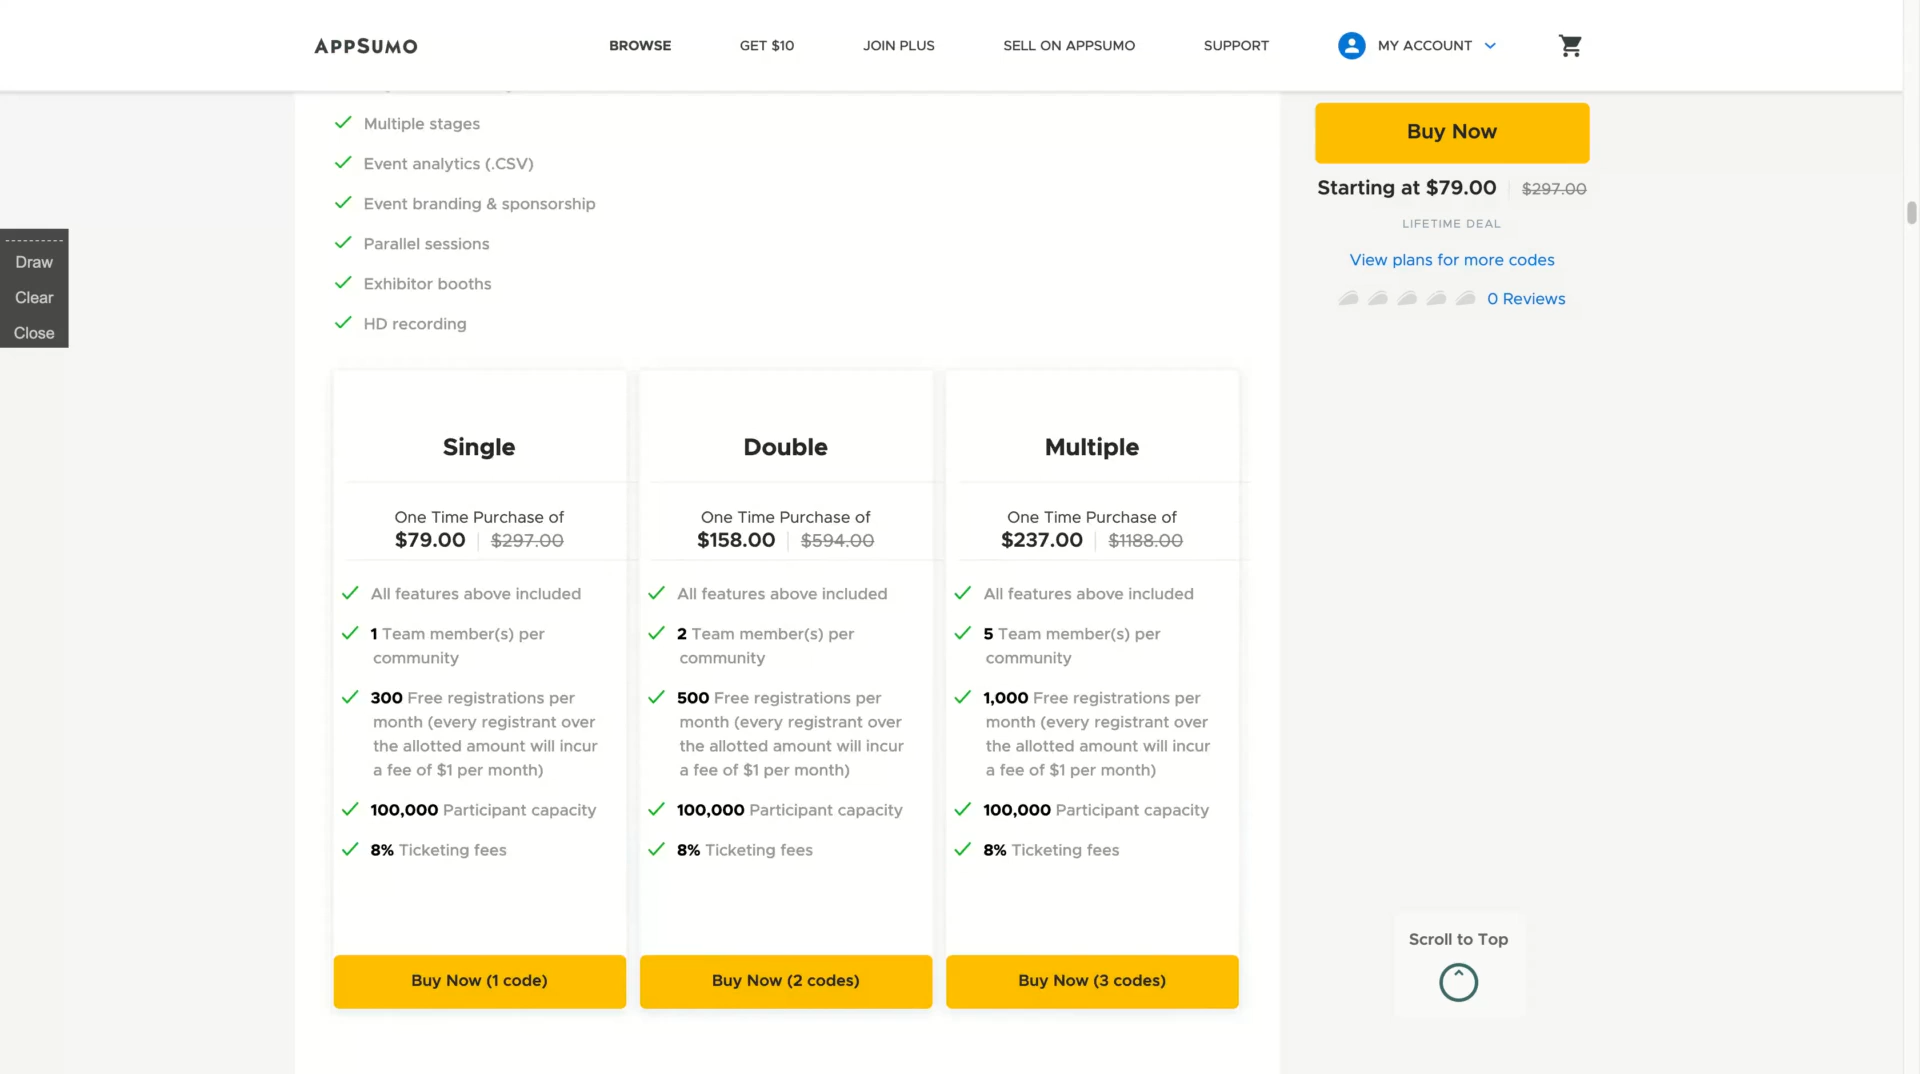 APPSUMO
BROWSE
GET $10
JOIN PLUS
SELL ON APPSUMO
SUPPORT
MY ACCOUNT
Multiple stages
Event analytics (.CSV)
Event branding & sponsorship
Parallel sessions
Exhibitor booths
HD recording
Buy Now
Starting at $79.00 $297.00
LIFETIME DEAL
View plans for more codes
0 Reviews
Draw
Clear
Close
Single
One Time Purchase of
$79.00 $297.00
All features above included
1 Team member(s) per
community
300 Free registrations per
month (every registrant over
the allotted amount will incur
a fee of $1 per month)
100,000 Participant capacity
8% Ticketing fees
Buy Now (1 code)
Double
One Time Purchase of
$158.00 $594.00
All features above included
2 Team member(s) per
community
500 Free registrations per
month (every registrant over
the allotted amount will incur
a fee of $1 per month)
100,000 Participant capacity
8% Ticketing fees
Buy Now (2 codes)
Multiple
One Time Purchase of
$237.00 $1188.00
All features above included
5 Team member(s) per
community
1,000 Free registrations per
month (every registrant over
the allotted amount will incur
a fee of $1 per month)
100,000 Participant capacity
8% Ticketing fees
Buy Now (3 codes)
Scroll to Top